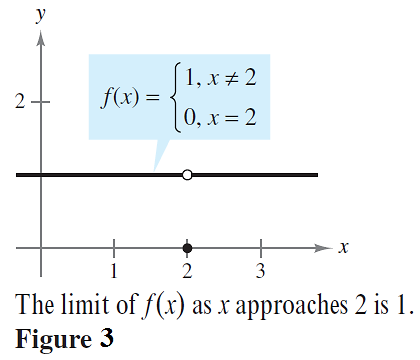 y
2
f(x) = { 1, x ≠ 2
0, x = 2
x
1 2 3
The limit of f(x) as x approaches 2 is 1.
Figure 3